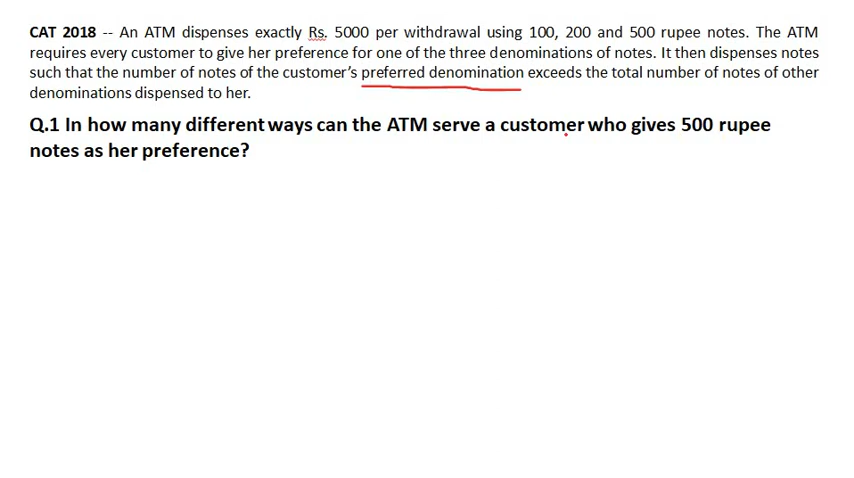 CAT 2018 -- An ATM dispenses exactly Rs. 5000 per withdrawal using 100, 200 and 500 rupee notes. The ATM
requires every customer to give her preference for one of the three denominations of notes. It then dispenses notes
such that the number of notes of the customer's preferred denomination exceeds the total number of notes of other
denominations dispensed to her.
Q.1 In how many different ways can the ATM serve a customer who gives 500 rupee
notes as her preference?